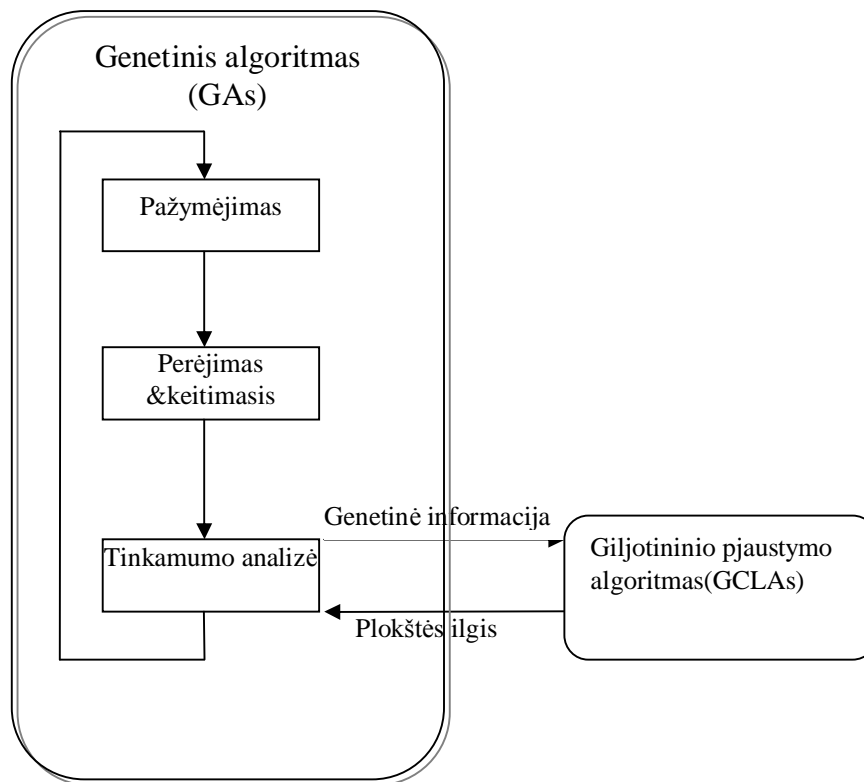 Genetinis algoritmas
(GAs)
Pažymėjimas
Perėjimas
&keitimasis
Genetinė informacija
Tinkamumo analizė
Giljotininio pjaustymo
algoritmas(GCLAs)
Plokštės ilgis